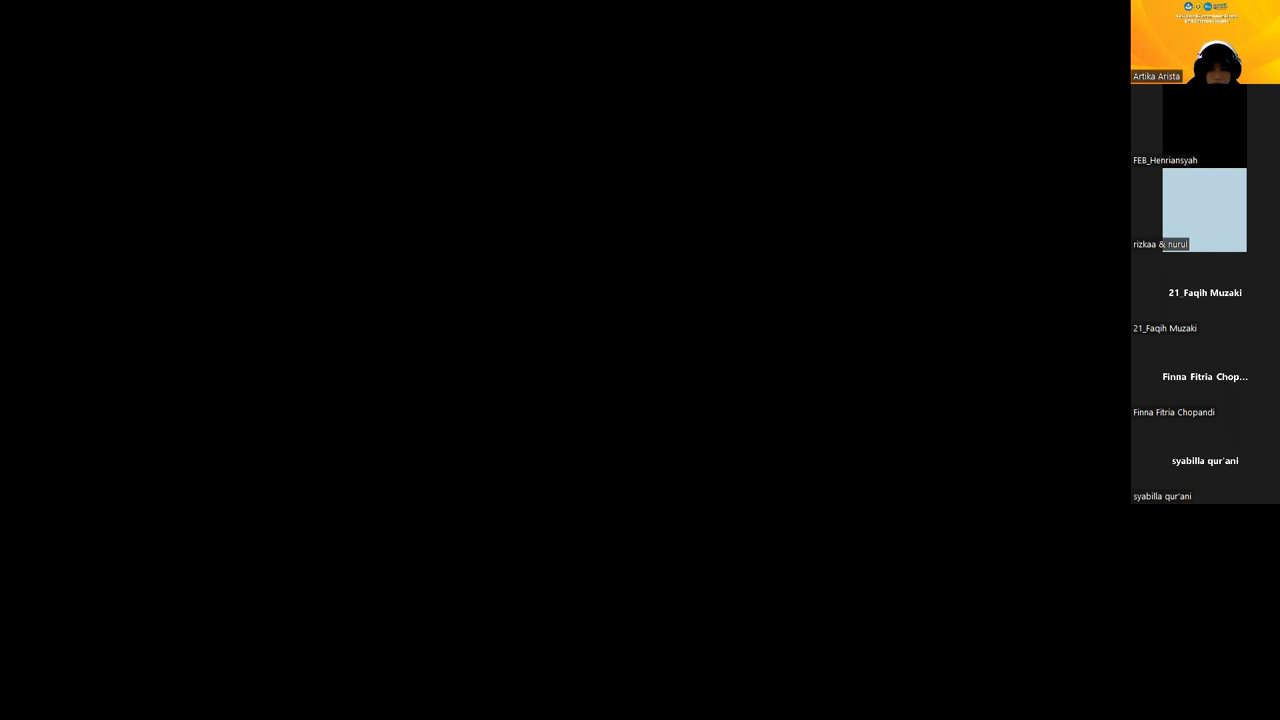 Artika Arista
FEB_Henriansyah
rizkaa & nurul
21_Faqih Muzaki
21_Faqih Muzaki
Finna Fitria Chop...
Finna Fitria Chopandi
syabilla qur'ani
syabilla qur'ani